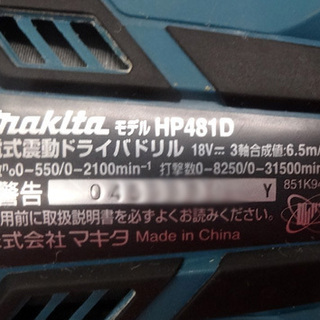 makita モデル HP481D
電式震動ドライバドリル 18V⎓ 3軸合成値: 6.5m/
0-550/0-2100min⁻¹ 打撃数0-8250/0-31500mi
851K94
警告 04 Y
用前に取扱説明書を必ずよくお読みください。
式会社 マキタ Made in China